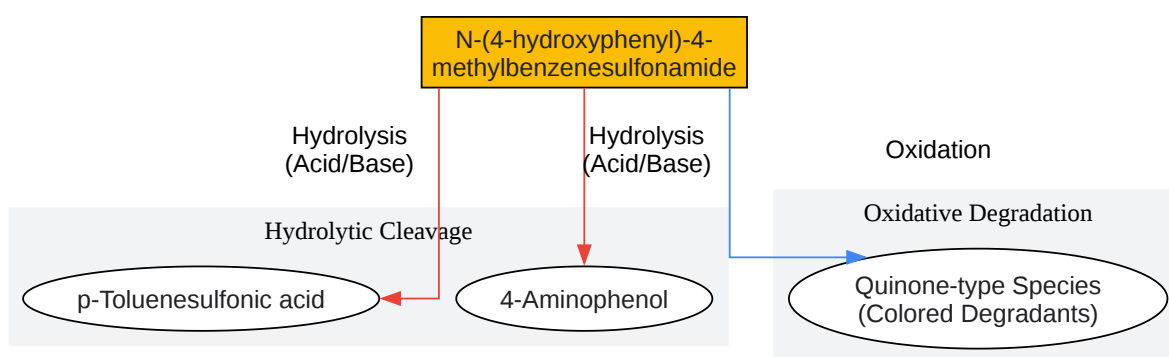 N-(4-hydroxyphenyl)-4-
methylbenzenesulfonamide
Hydrolysis
(Acid/Base)
Hydrolysis
(Acid/Base)
Oxidation
Hydrolytic Cleavage
Oxidative Degradation
p-Toluenesulfonic acid
4-Aminophenol
Quinone-type Species
(Colored Degradants)